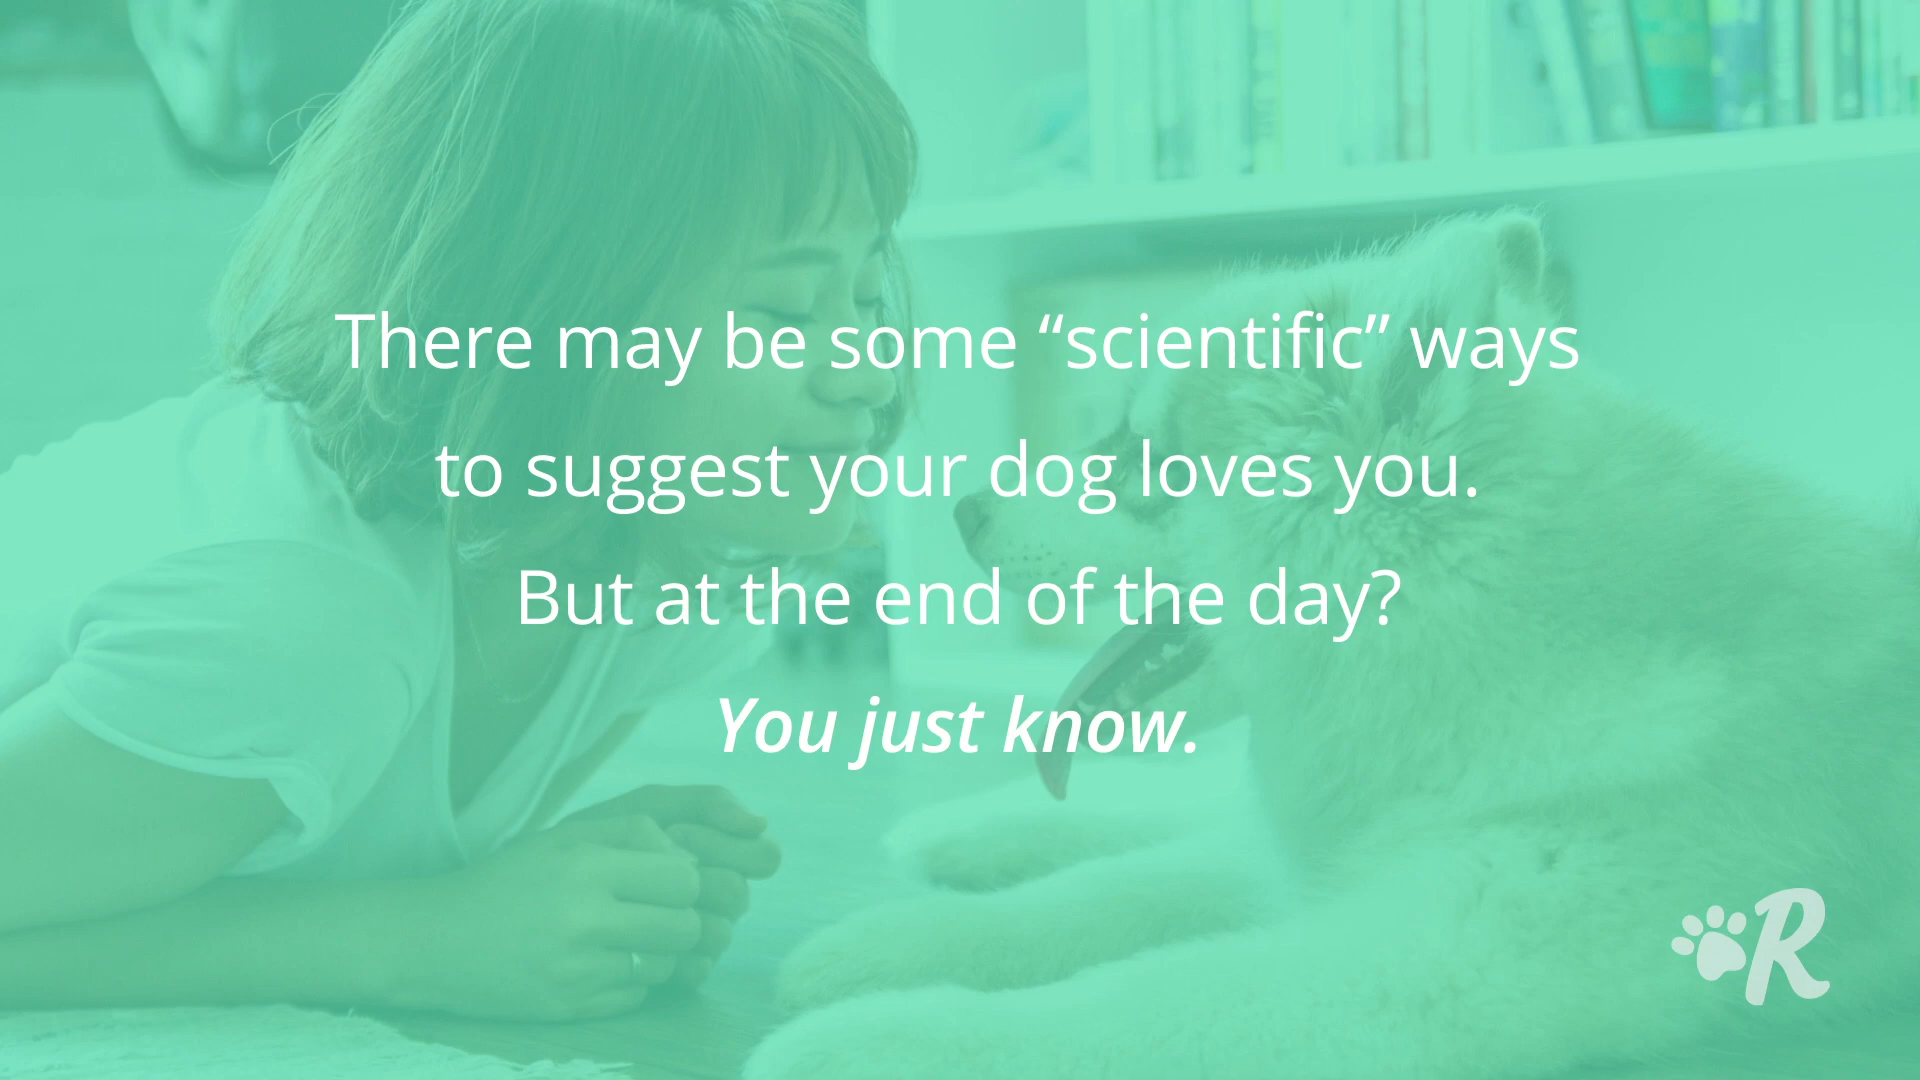 There may be some “scientific” ways
to suggest your dog loves you.
But at the end of the day?
You just know.
R